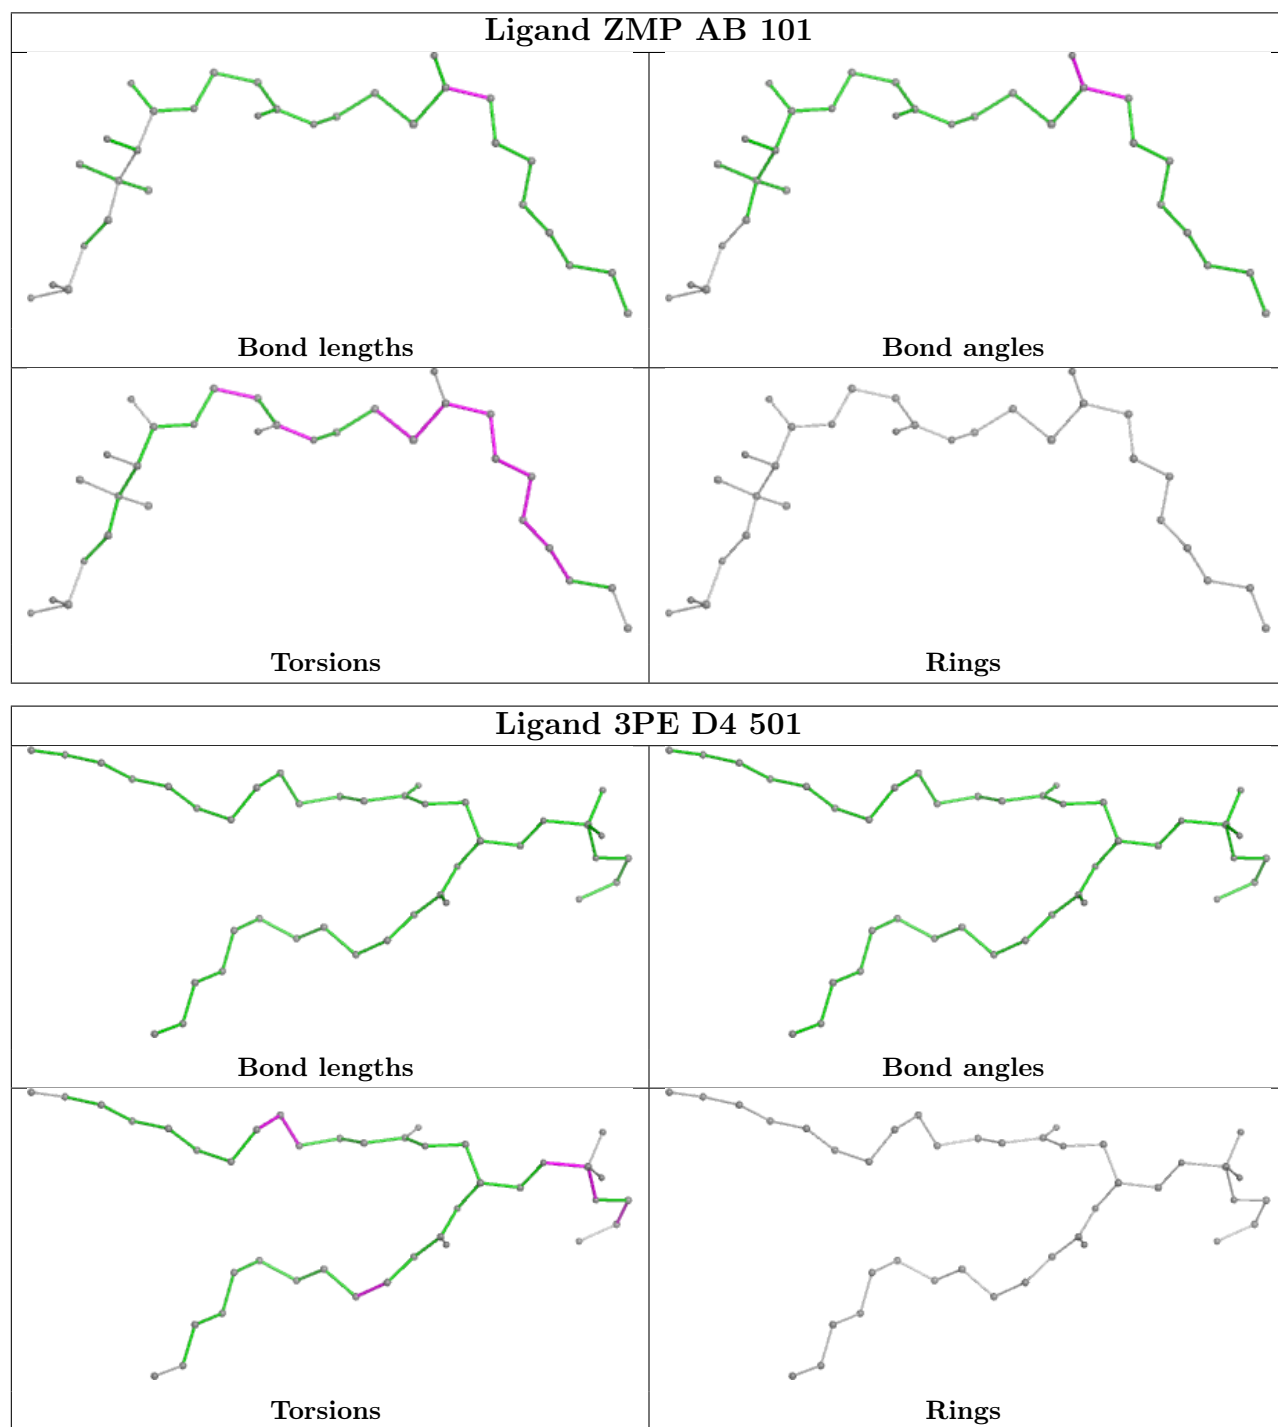 Ligand ZMP AB 101
Bond lengths
Bond angles
Torsions
Rings
Ligand 3PE D4 501
Bond lengths
Bond angles
Torsions
Rings